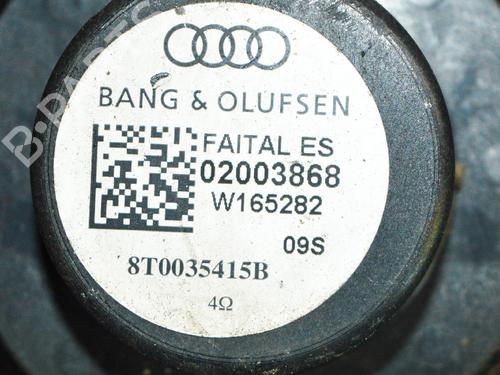 BANG & OLUFSEN
FAITAL ES
02003868
W165282
09S
8T0035415B
4Ω
B-PARTS